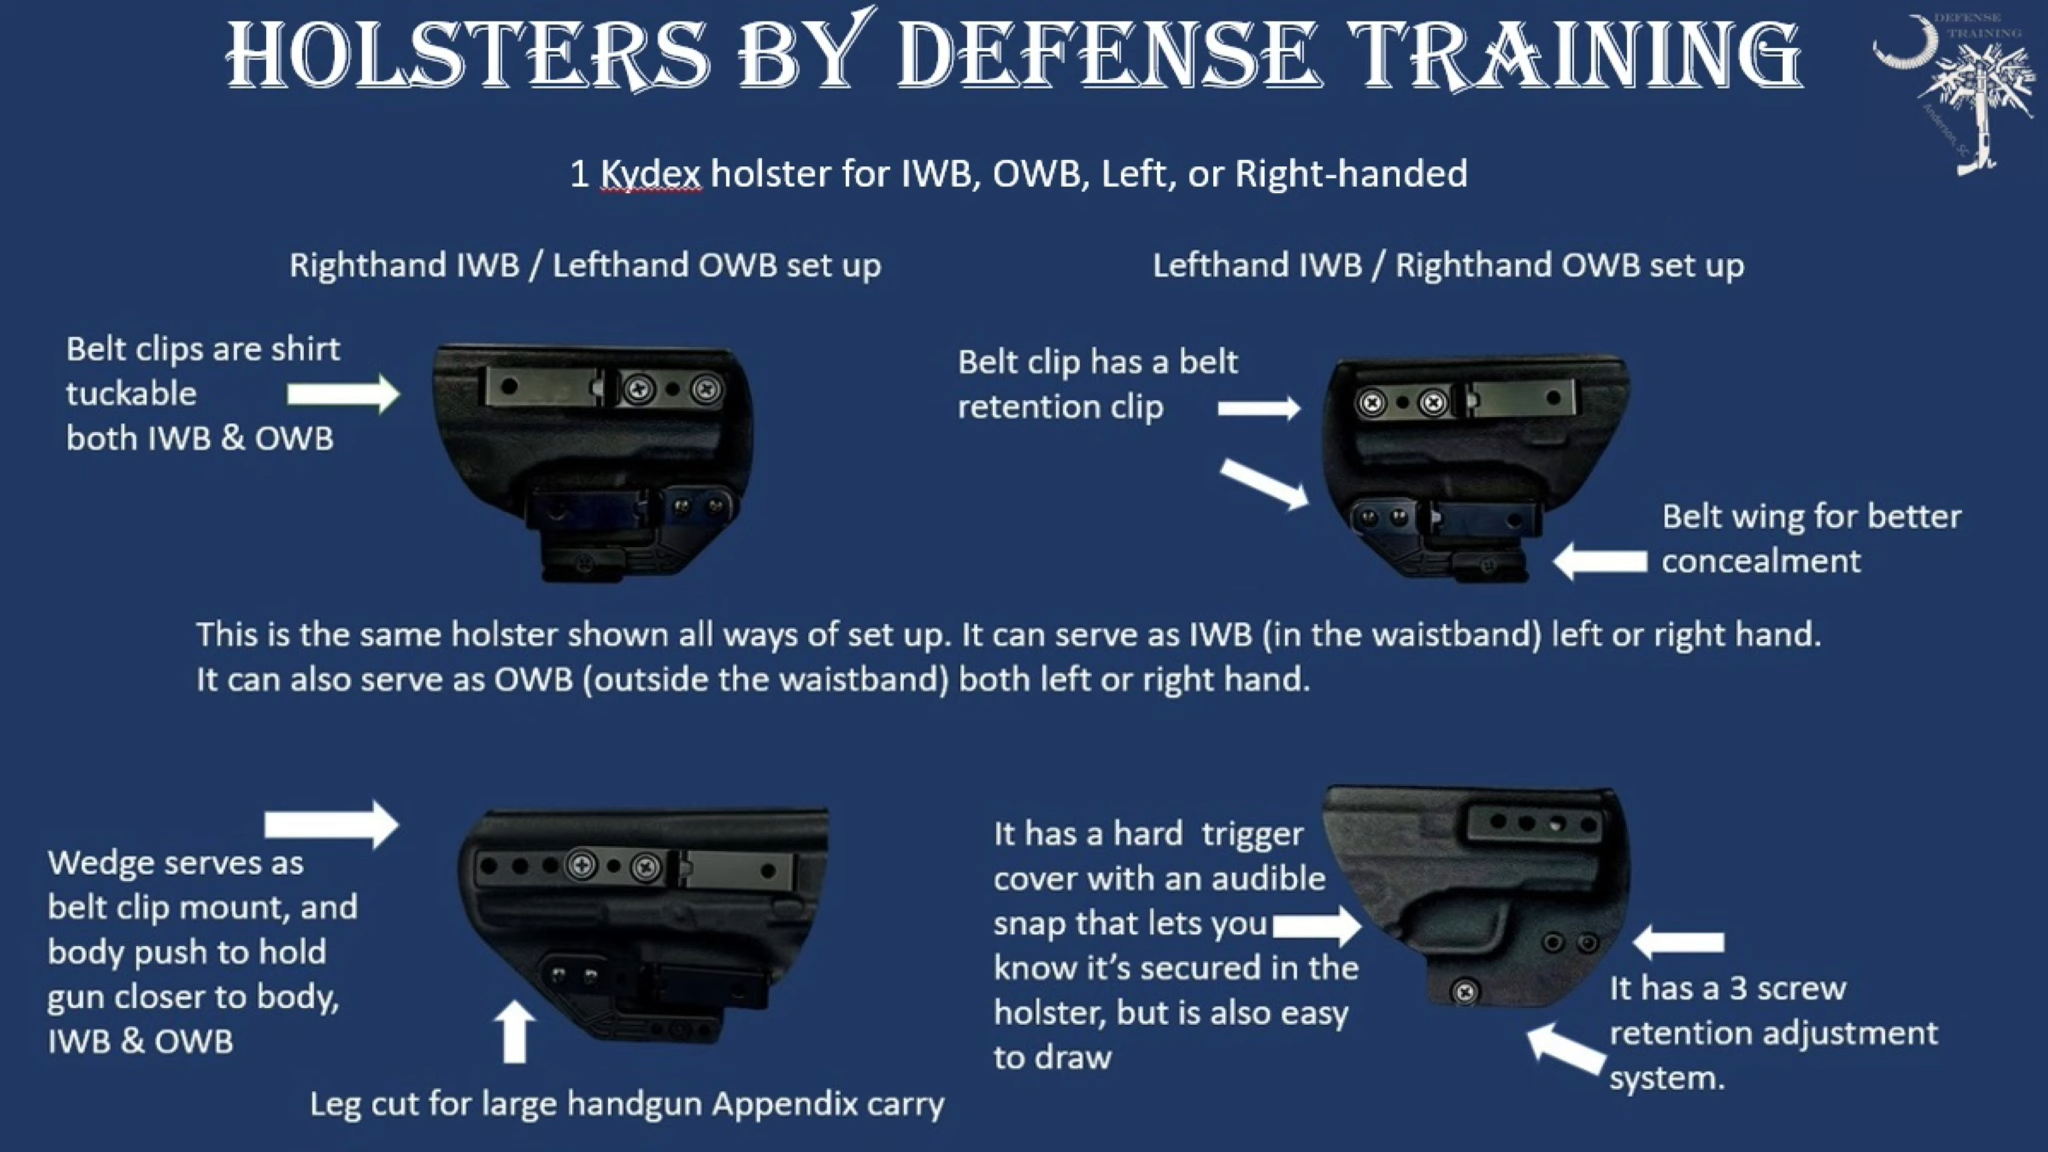 HOLSTERS BY DEFENSE TRAINING
DEFENSE
TRAINING
Anderson, SC
1 Kydex holster for IWB, OWB, Left, or Right-handed
Righthand IWB / Lefthand OWB set up
Lefthand IWB / Righthand OWB set up
Belt clips are shirt
tuckable
both IWB & OWB
Belt clip has a belt
retention clip
Belt wing for better
concealment
This is the same holster shown all ways of set up. It can serve as IWB (in the waistband) left or right hand.
It can also serve as OWB (outside the waistband) both left or right hand.
Wedge serves as
belt clip mount, and
body push to hold
gun closer to body,
IWB & OWB
Leg cut for large handgun Appendix carry
It has a hard trigger
cover with an audible
snap that lets you
know it’s secured in the
holster, but is also easy
to draw
It has a 3 screw
retention adjustment
system.